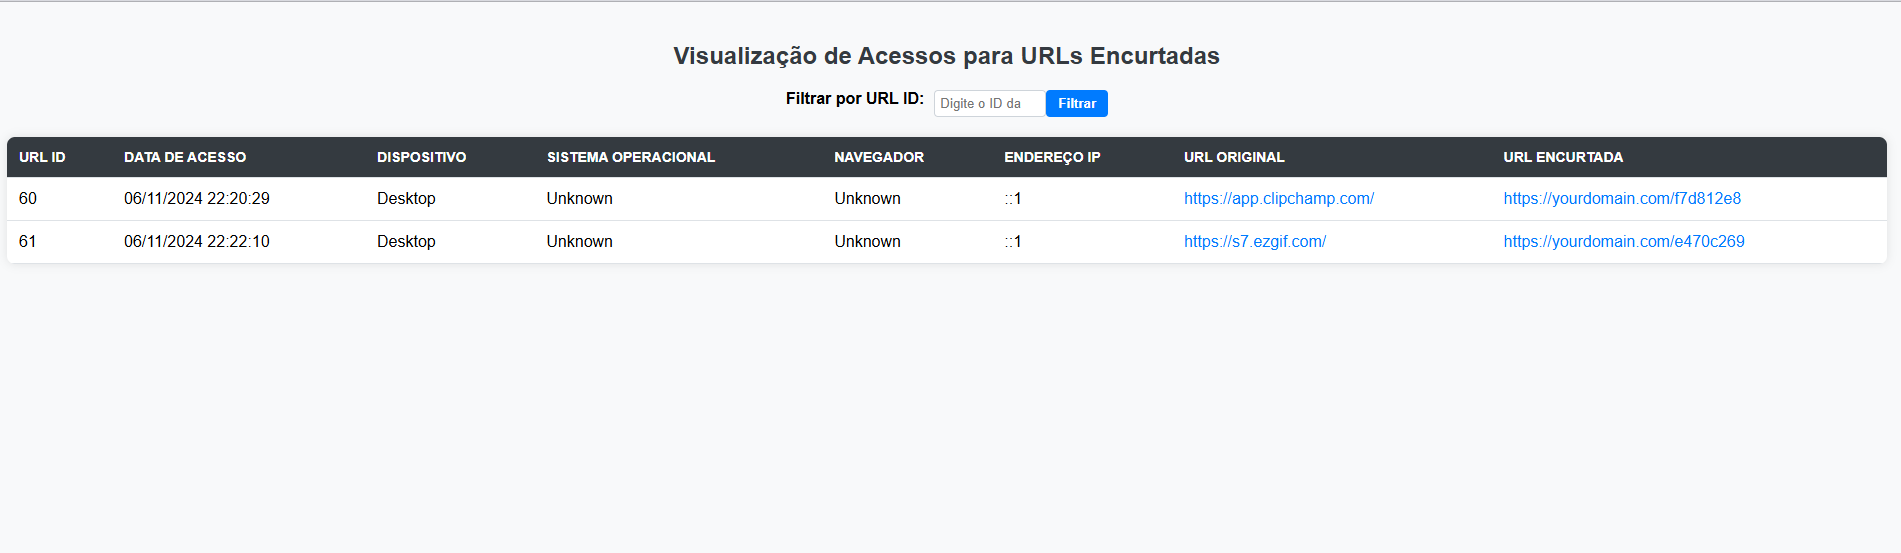 Visualização de Acessos para URLs Encurtadas
Filtrar por URL ID: Digite o ID da Filtrar
URL ID DATA DE ACESSO DISPOSITIVO SISTEMA OPERACIONAL NAVEGADOR ENDEREÇO IP URL ORIGINAL URL ENCURTADA
60 06/11/2024 22:20:29 Desktop Unknown Unknown ::1 https://app.clipchamp.com/ https://yourdomain.com/f7d812e8
61 06/11/2024 22:22:10 Desktop Unknown Unknown ::1 https://s7.ezgif.com/ https://yourdomain.com/e470c269